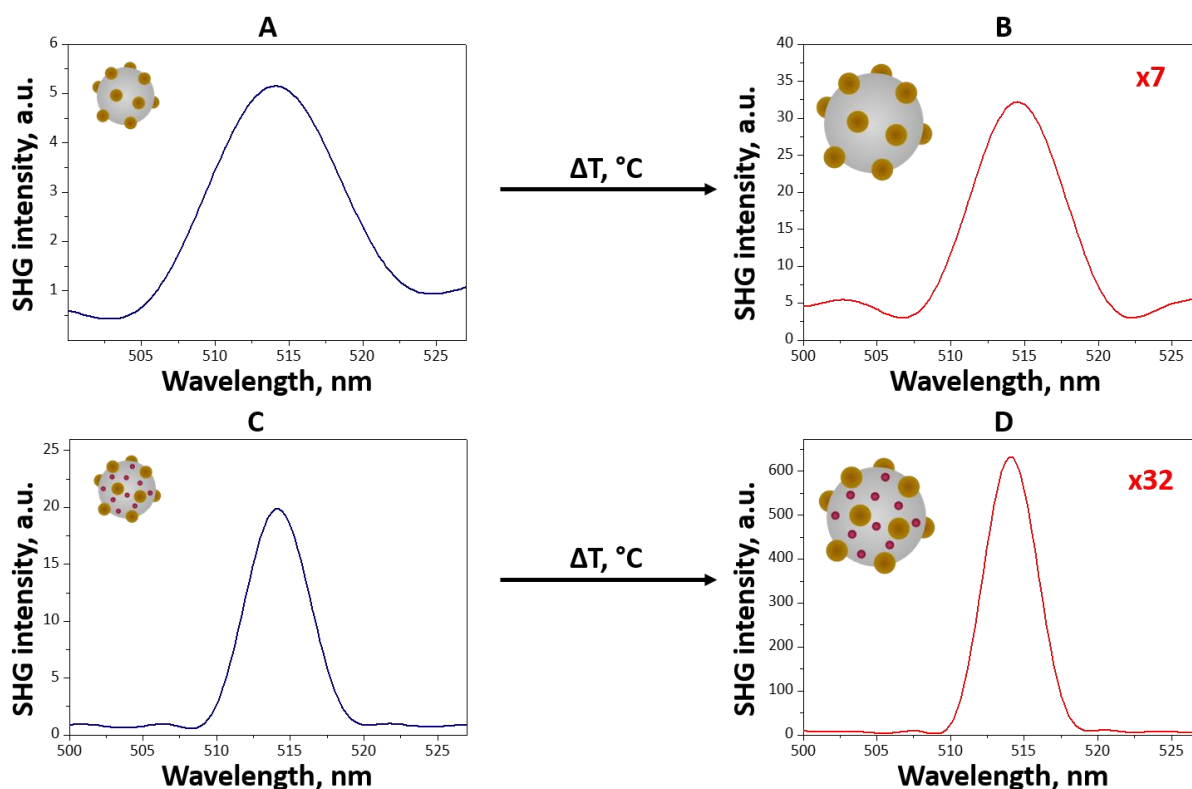 A
SHG intensity, a.u.
6
5
4
3
2
1
505 510 515 520 525
Wavelength, nm
ΔT, °C
B
x7
SHG intensity, a.u.
40
35
30
25
20
15
10
5
0
500 505 510 515 520 525
Wavelength, nm
C
SHG intensity, a.u.
25
20
15
10
5
0
500 505 510 515 520 525
Wavelength, nm
ΔT, °C
D
x32
SHG intensity, a.u.
600
500
400
300
200
100
0
500 505 510 515 520 525
Wavelength, nm